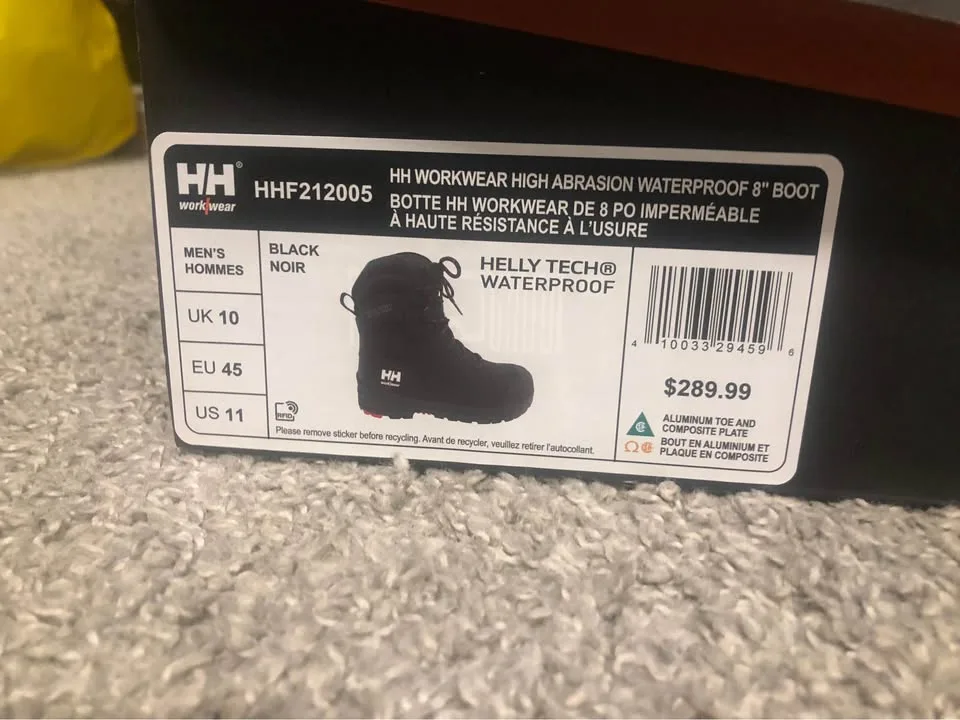 HH®
workwear
HHF212005
HH WORKWEAR HIGH ABRASION WATERPROOF 8" BOOT
BOTTE HH WORKWEAR DE 8 PO IMPERMÉABLE
À HAUTE RÉSISTANCE À L'USURE
MEN'S
HOMMES
UK 10
EU 45
US 11
BLACK
NOIR
HELLY TECH®
WATERPROOF
HH
RFID
Please remove sticker before recycling. Avant de recycler, veuillez retirer l'autocollant.
4 10033 29459 6
$289.99
ALUMINUM TOE AND
COMPOSITE PLATE
BOUT EN ALUMINIUM ET
PLAQUE EN COMPOSITE